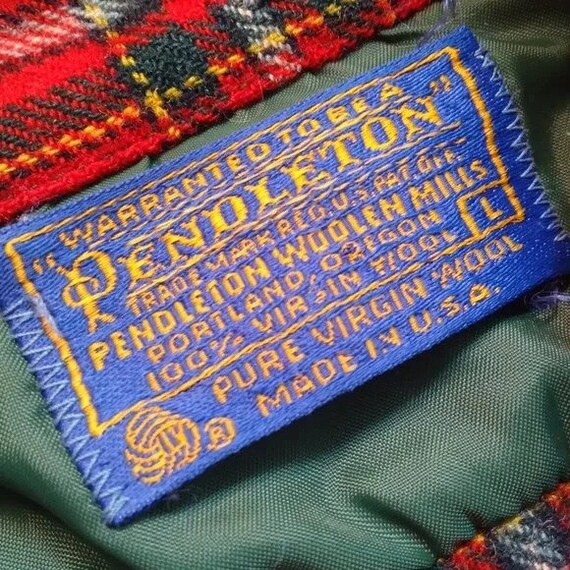 WARRANTED TO BE A
"PENDLETON"
TRADE MARK REG. U.S. PAT. OFF.
PENDLETON WOOLEN MILLS
PORTLAND, OREGON L
100% VIRGIN WOOL
PURE VIRGIN WOOL
® MADE IN U.S.A.